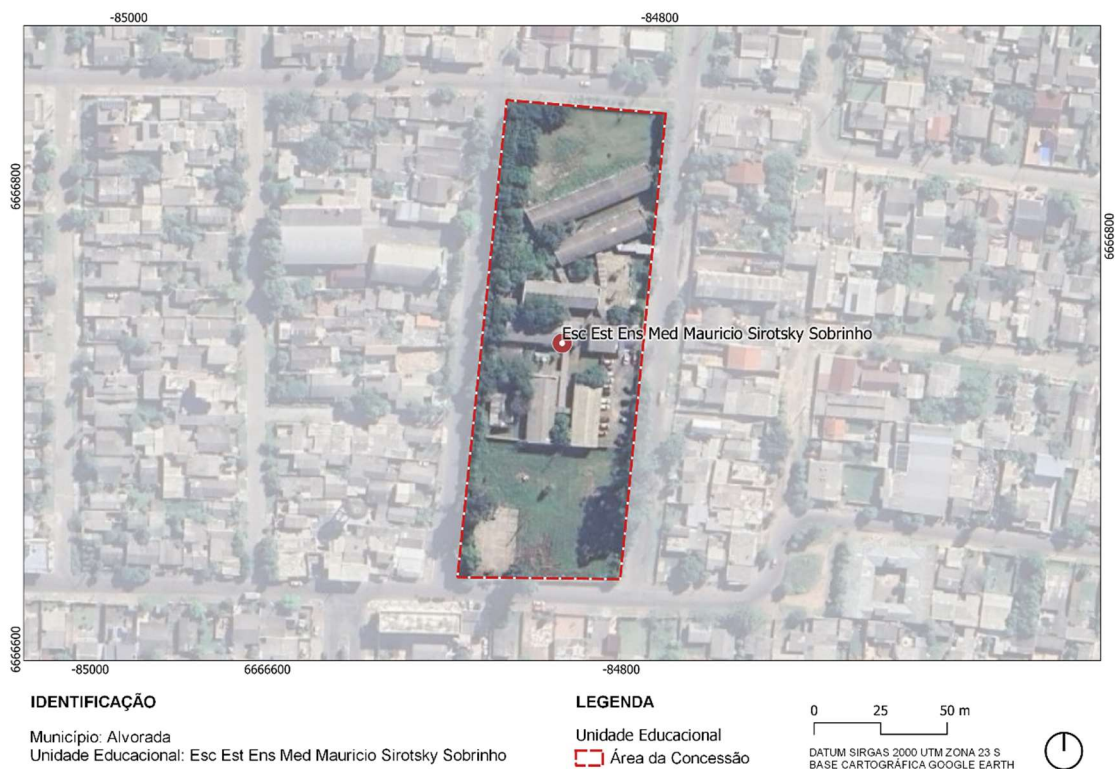 -85000
-84800
6666800
6666800
Esc Est Ens Med Mauricio Sirotsky Sobrinho
6666600
-85000
6666600
-84800
IDENTIFICAÇÃO
Município: Alvorada
Unidade Educacional: Esc Est Ens Med Mauricio Sirotsky Sobrinho
LEGENDA
Unidade Educacional
Área da Concessão
0 25 50 m
DATUM SIRGAS 2000 UTM ZONA 23 S
BASE CARTOGRÁFICA GOOGLE EARTH